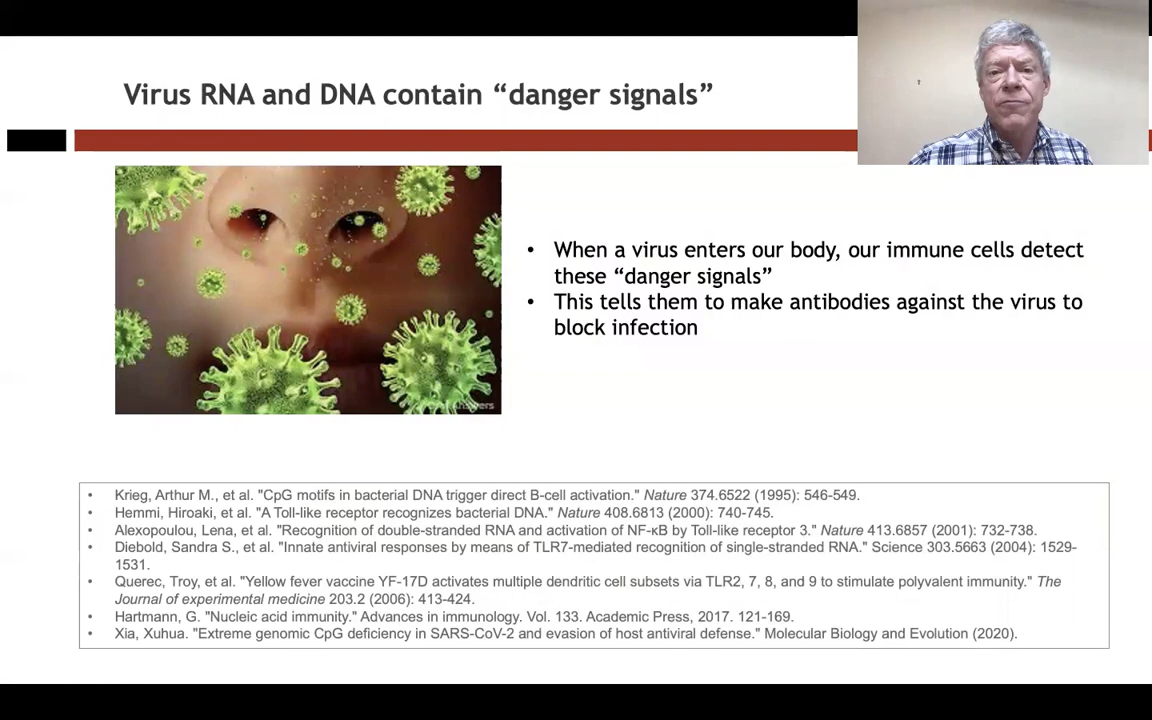 Virus RNA and DNA contain “danger signals”
• When a virus enters our body, our immune cells detect
these “danger signals”
• This tells them to make antibodies against the virus to
block infection
• Krieg, Arthur M., et al. "CpG motifs in bacterial DNA trigger direct B-cell activation." Nature 374.6522 (1995): 546-549.
• Hemmi, Hiroaki, et al. "A Toll-like receptor recognizes bacterial DNA." Nature 408.6813 (2000): 740-745.
• Alexopoulou, Lena, et al. "Recognition of double-stranded RNA and activation of NF-κB by Toll-like receptor 3." Nature 413.6857 (2001): 732-738.
• Diebold, Sandra S., et al. "Innate antiviral responses by means of TLR7-mediated recognition of single-stranded RNA." Science 303.5663 (2004): 1529-
1531.
• Querec, Troy, et al. "Yellow fever vaccine YF-17D activates multiple dendritic cell subsets via TLR2, 7, 8, and 9 to stimulate polyvalent immunity." The
Journal of experimental medicine 203.2 (2006): 413-424.
• Hartmann, G. "Nucleic acid immunity." Advances in immunology. Vol. 133. Academic Press, 2017. 121-169.
• Xia, Xuhua. "Extreme genomic CpG deficiency in SARS-CoV-2 and evasion of host antiviral defense." Molecular Biology and Evolution (2020).